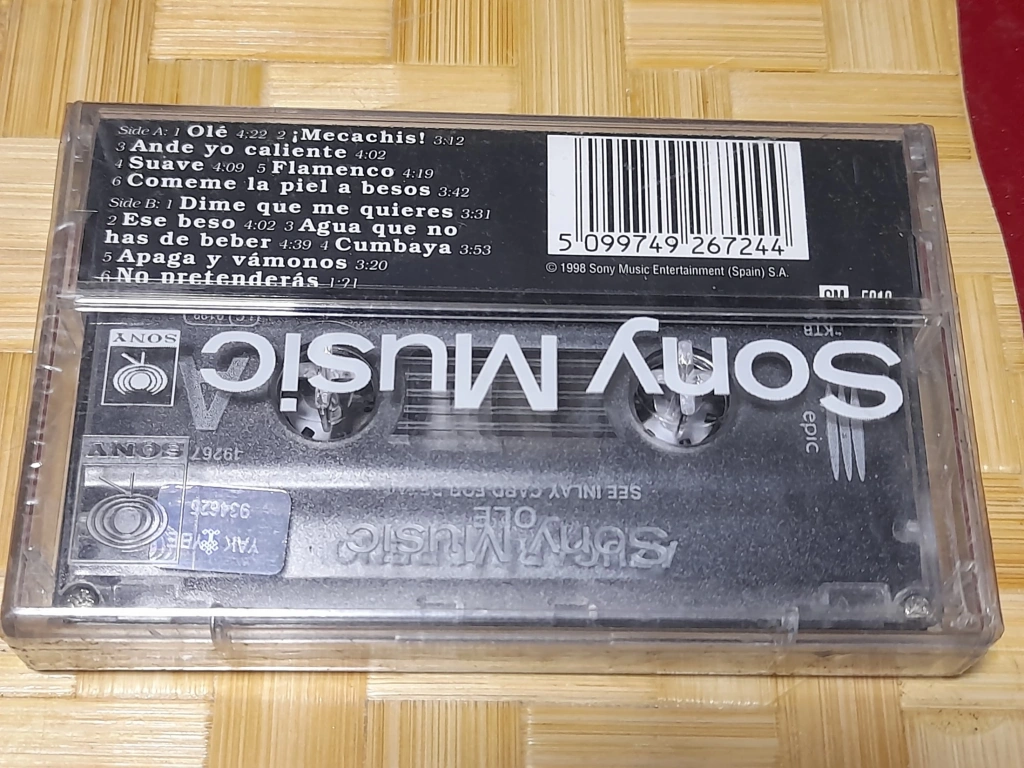 Side A: 1 Olé 4:22 2 ¡Mecachis! 3:12
3 Ande yo caliente 4:02
4 Suave 4:09 5 Flamenco 4:19
6 Comeme la piel a besos 3:42
Side B: 1 Dime que me quieres 3:31
2 Ese beso 4:02 3 Agua que no
has de beber 4:39 4 Cumbaya 3:53
5 Apaga y vámonos 3:20
6 No pretenderás 1:21
5 099749 267244
© 1998 Sony Music Entertainment (Spain) S.A.
SONY
Sony Music
A
epic
SONY
49267
SEE INLAY CARD FOR
OLE
934625
Sony Music